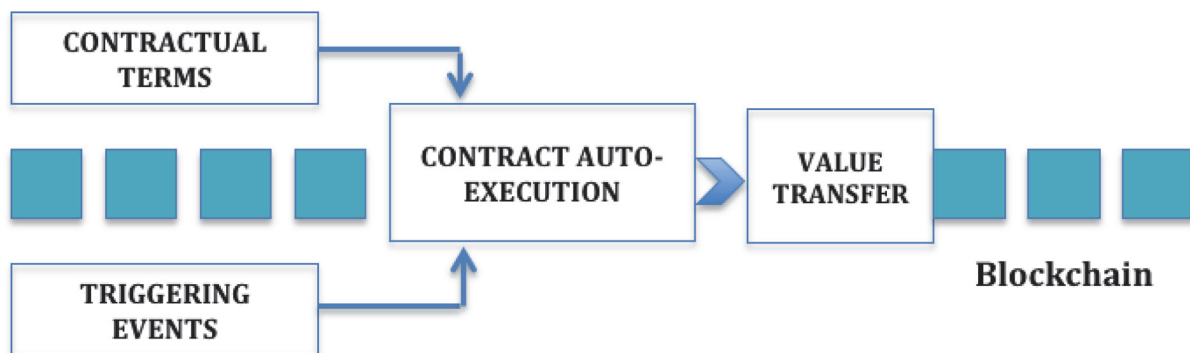 CONTRACTUAL
TERMS
CONTRACT AUTO-
EXECUTION
VALUE
TRANSFER
TRIGGERING
EVENTS
Blockchain